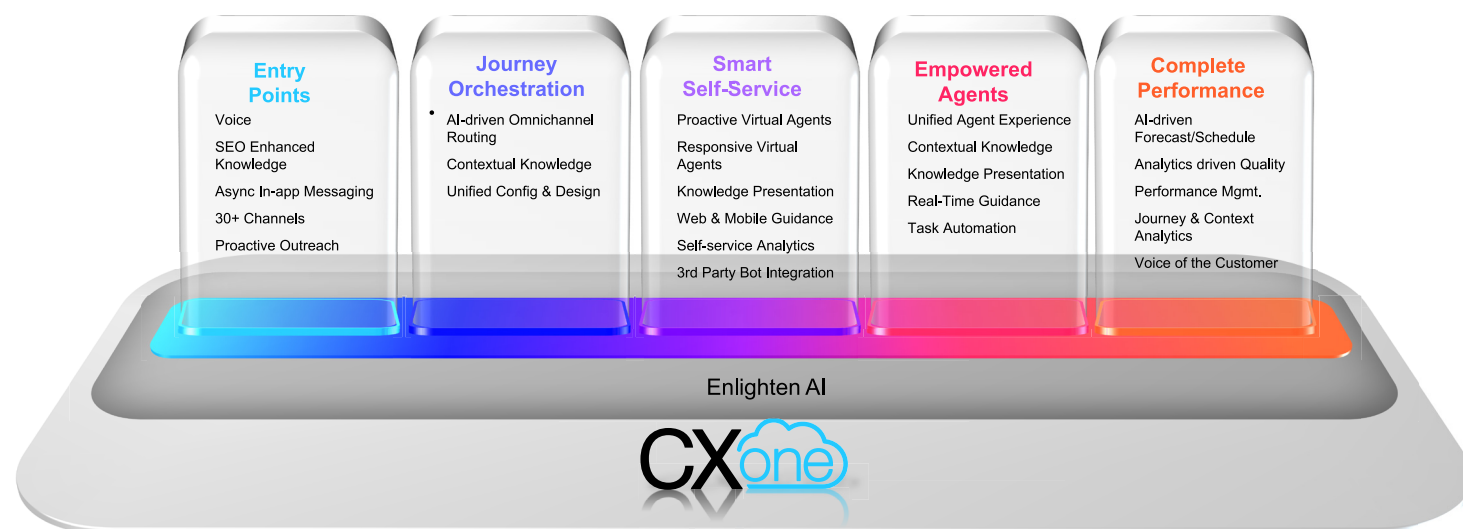 Entry
Points
Voice
SEO Enhanced
Knowledge
Async In-app Messaging
30+ Channels
Proactive Outreach
Journey
Orchestration
• AI-driven Omnichannel
Routing
Contextual Knowledge
Unified Config & Design
Smart
Self-Service
Proactive Virtual Agents
Responsive Virtual
Agents
Knowledge Presentation
Web & Mobile Guidance
Self-service Analytics
3rd Party Bot Integration
Empowered
Agents
Unified Agent Experience
Contextual Knowledge
Knowledge Presentation
Real-Time Guidance
Task Automation
Complete
Performance
AI-driven
Forecast/Schedule
Analytics driven Quality
Performance Mgmt.
Journey & Context
Analytics
Voice of the Customer
Enlighten AI
CXone